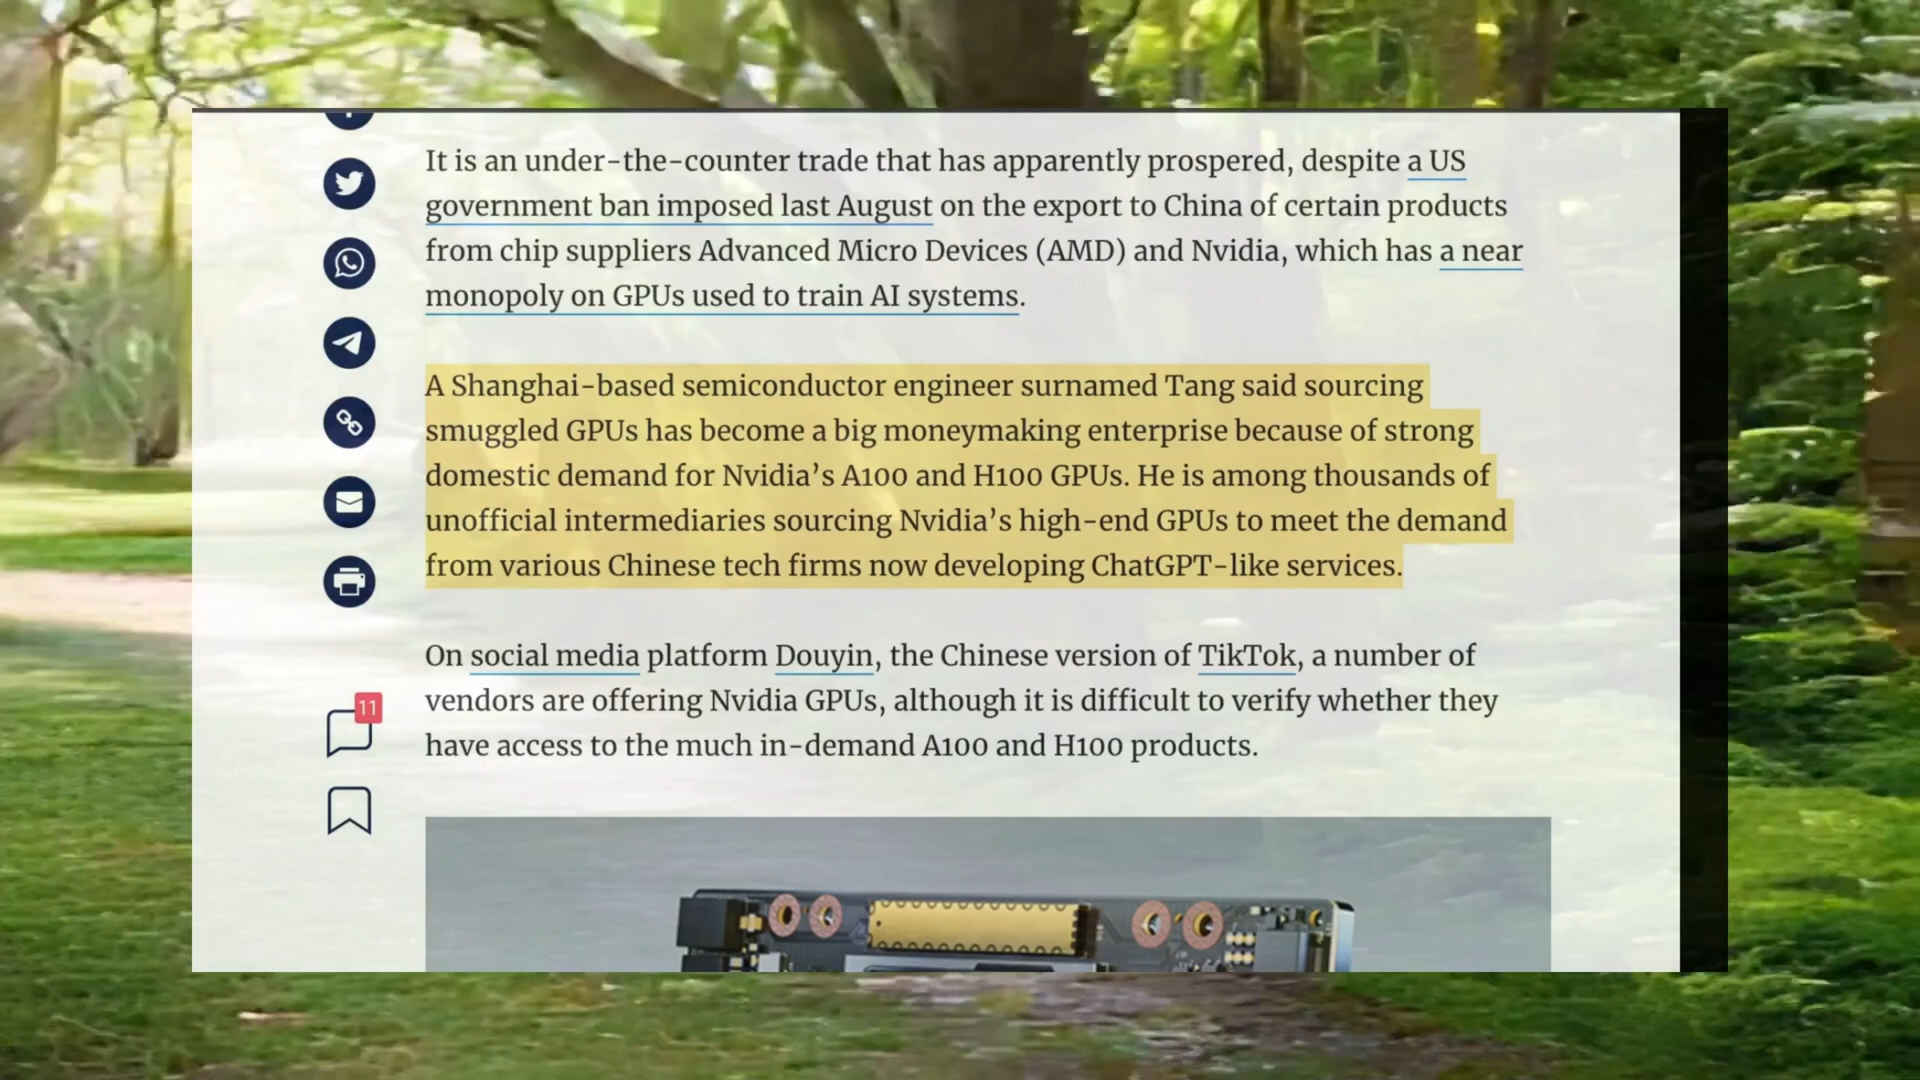 It is an under-the-counter trade that has apparently prospered, despite a US
government ban imposed last August on the export to China of certain products
from chip suppliers Advanced Micro Devices (AMD) and Nvidia, which has a near
monopoly on GPUs used to train AI systems.
A Shanghai-based semiconductor engineer surnamed Tang said sourcing
smuggled GPUs has become a big moneymaking enterprise because of strong
domestic demand for Nvidia’s A100 and H100 GPUs. He is among thousands of
unofficial intermediaries sourcing Nvidia’s high-end GPUs to meet the demand
from various Chinese tech firms now developing ChatGPT-like services.
On social media platform Douyin, the Chinese version of TikTok, a number of
vendors are offering Nvidia GPUs, although it is difficult to verify whether they
have access to the much in-demand A100 and H100 products.
11